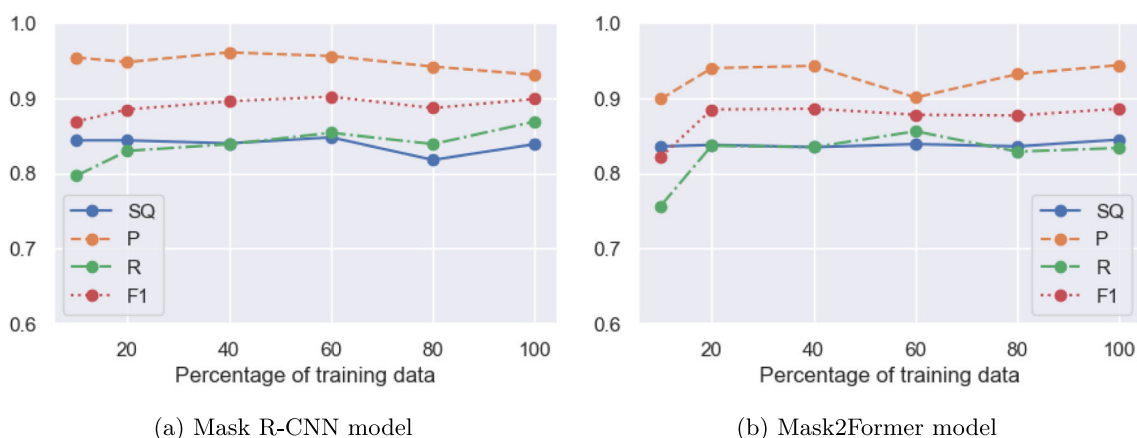 1.0
0.9
0.8
0.7
0.6
SQ
P
R
F1
20 40 60 80 100
Percentage of training data
(a) Mask R-CNN model
1.0
0.9
0.8
0.7
0.6
SQ
P
R
F1
20 40 60 80 100
Percentage of training data
(b) Mask2Former model